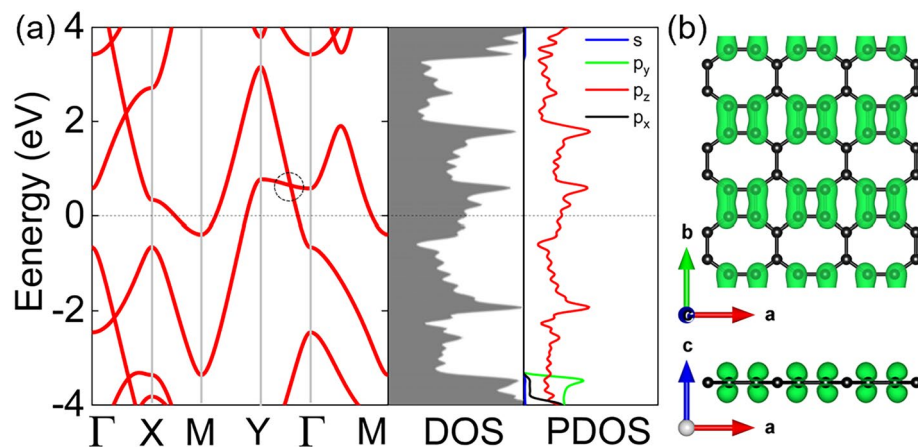 (a)
Eenergy (eV)
4
2
0
-2
-4
Γ X M Y Γ M
DOS
PDOS
s
py
pz
px
(b)
b
c
a
c
a